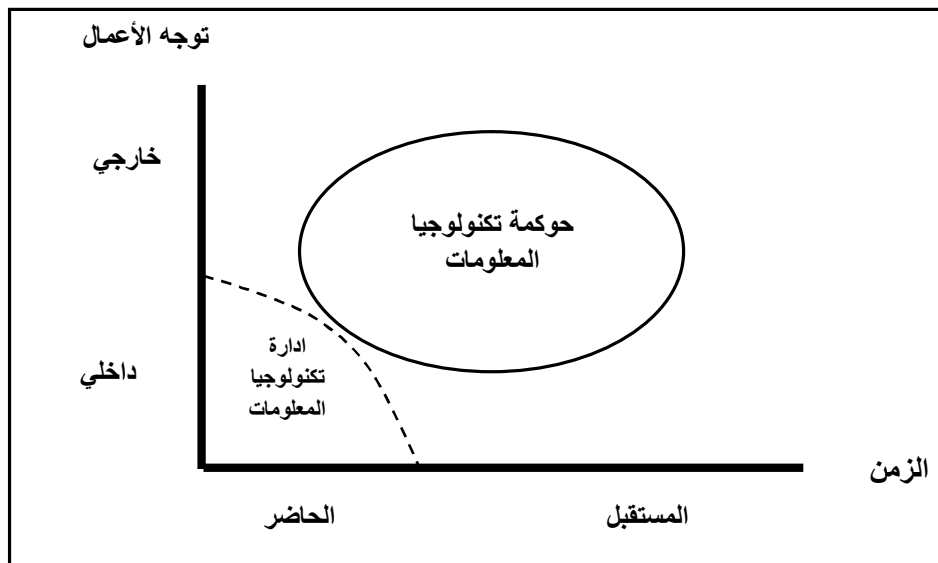 توجه الأعمال
خارجي
حوكمة تكنولوجيا
المعلومات
ادارة
تكنولوجيا
المعلومات
داخلي
الزمن
الحاضر
المستقبل